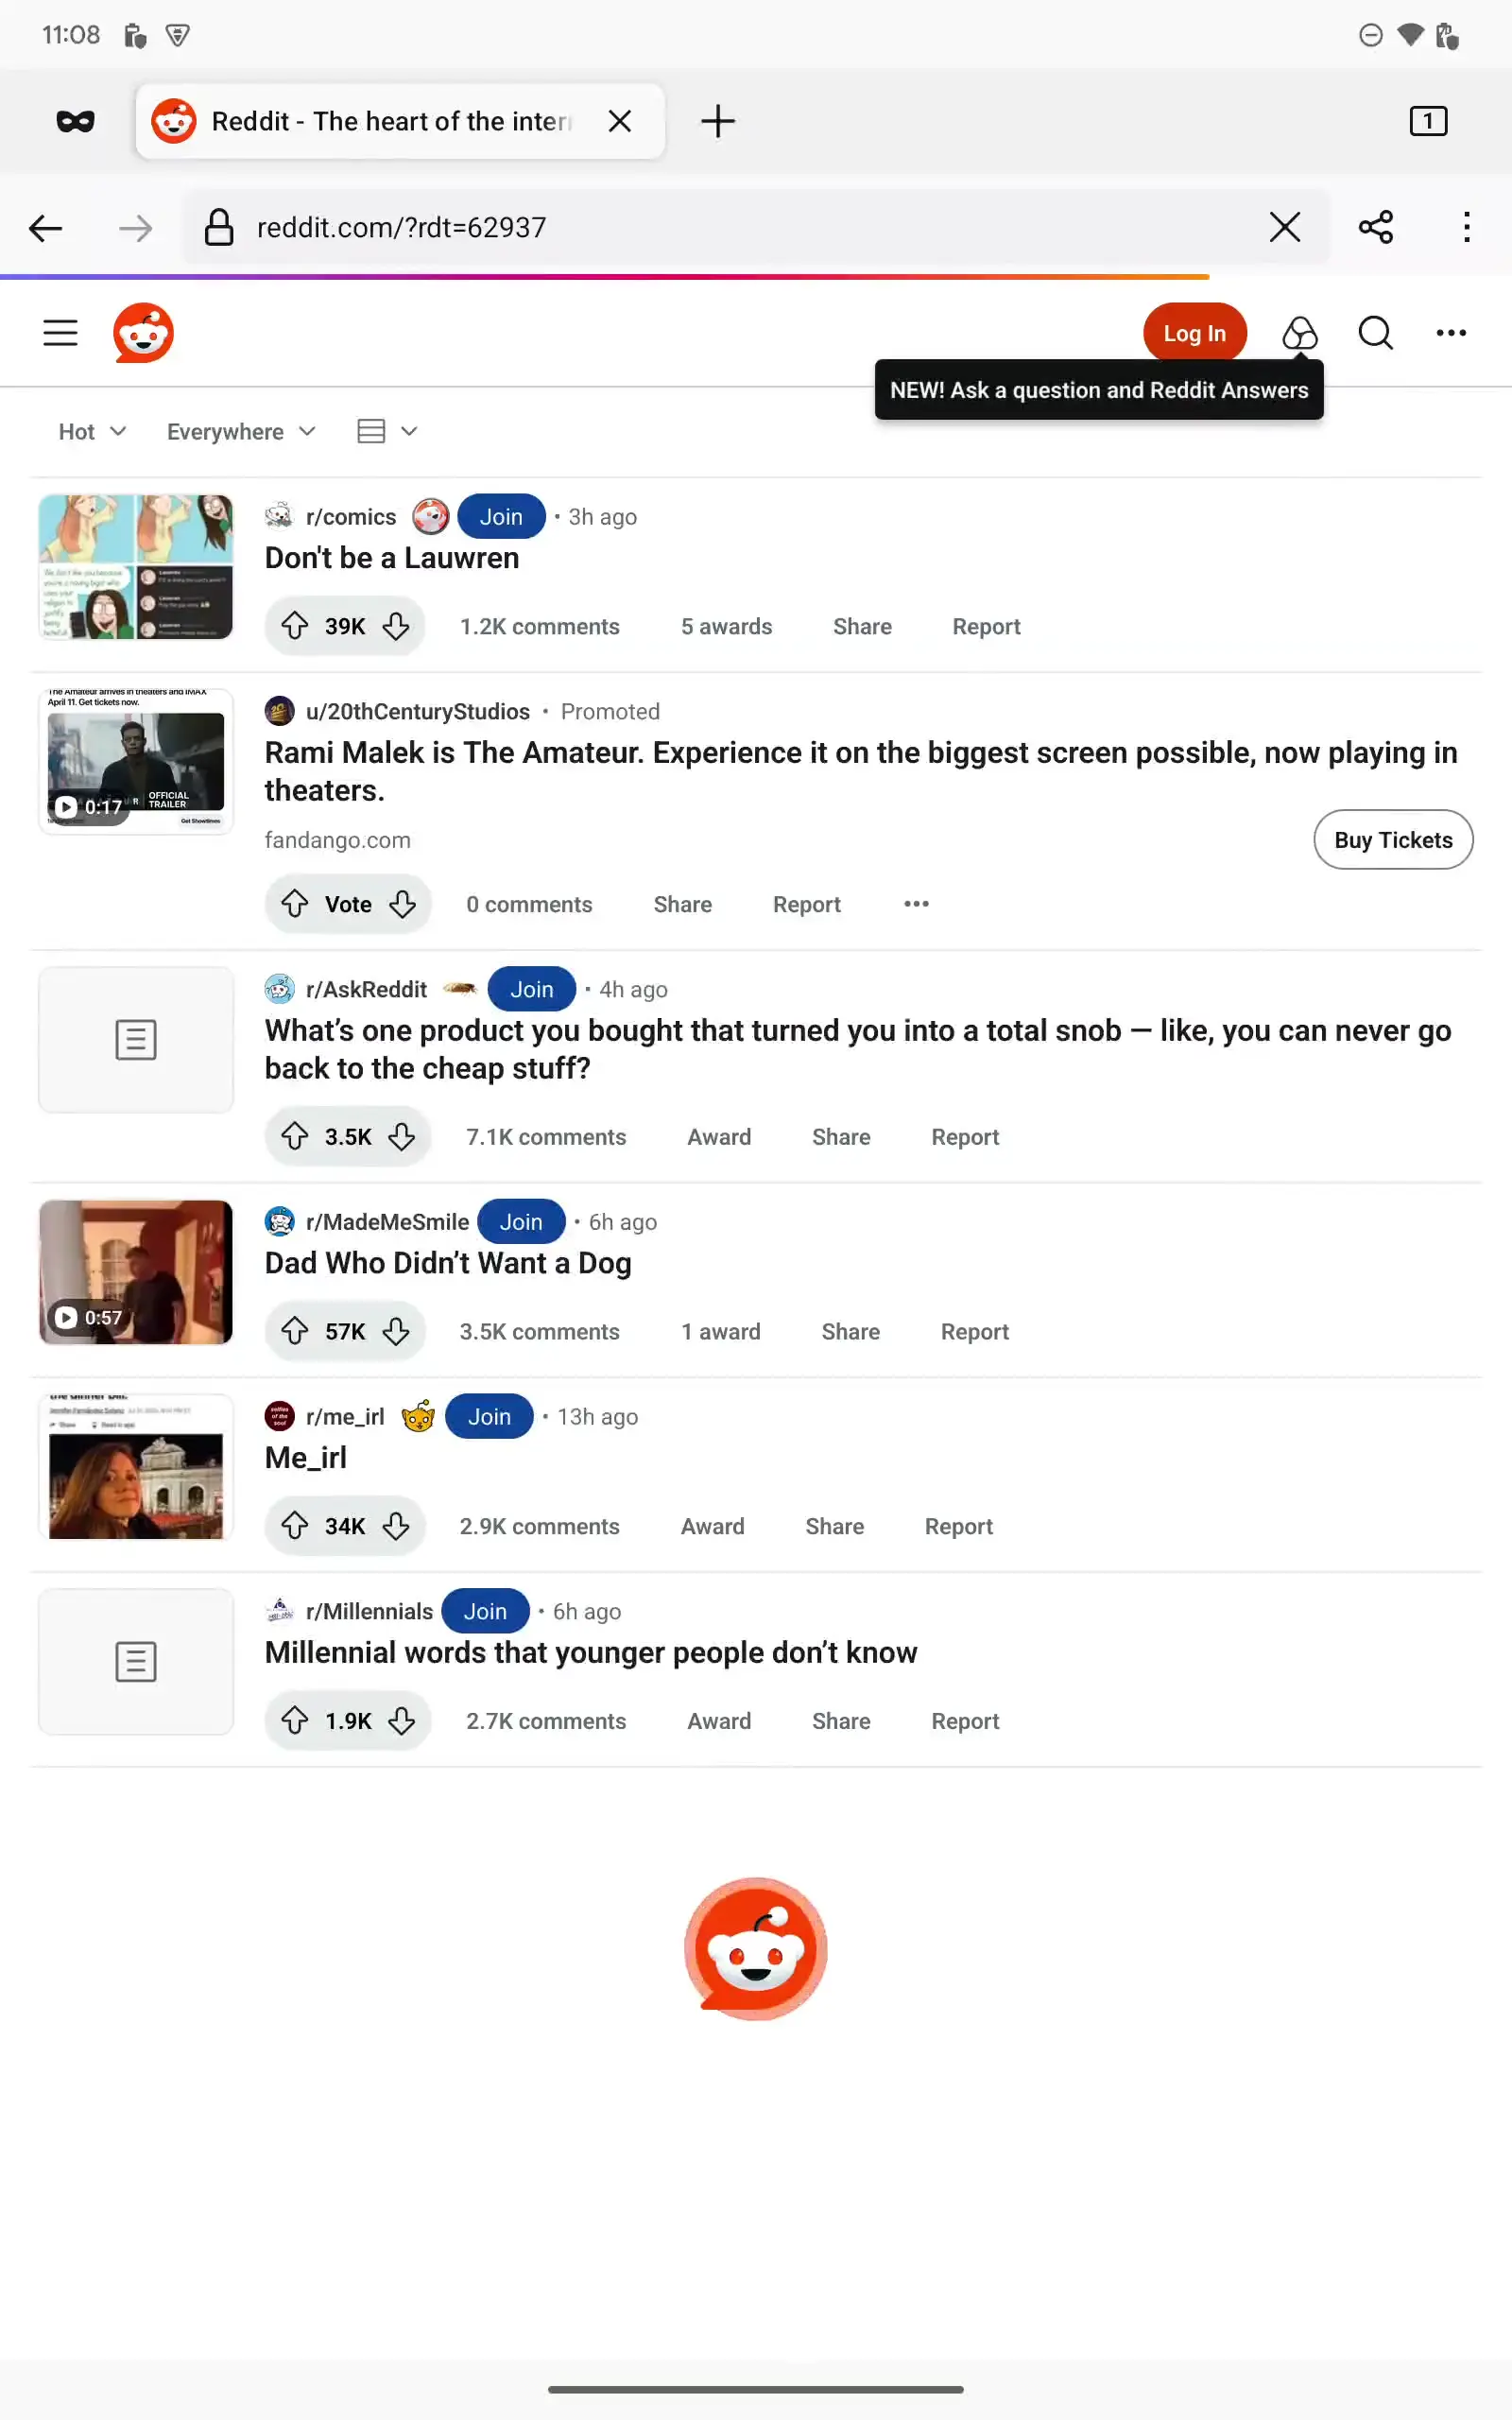 11:08
Reddit - The heart of the inter
1
reddit.com/?rdt=62937
Log In
NEW! Ask a question and Reddit Answers
Hot
Everywhere
r/comics
Join
• 3h ago
Don't be a Lauwren
39K
1.2K comments
5 awards
Share
Report
The Amateur arrives in theaters and IMAX
April 11. Get tickets now.
OFFICIAL
TRAILER
0:17
Get Showtimes
u/20thCenturyStudios • Promoted
Rami Malek is The Amateur. Experience it on the biggest screen possible, now playing in
theaters.
fandango.com
Buy Tickets
Vote
0 comments
Share
Report
r/AskReddit
Join
• 4h ago
What’s one product you bought that turned you into a total snob — like, you can never go
back to the cheap stuff?
3.5K
7.1K comments
Award
Share
Report
0:57
r/MadeMeSmile
Join
• 6h ago
Dad Who Didn’t Want a Dog
57K
3.5K comments
1 award
Share
Report
r/me_irl
Join
• 13h ago
Me_irl
34K
2.9K comments
Award
Share
Report
r/Millennials
Join
• 6h ago
Millennial words that younger people don’t know
1.9K
2.7K comments
Award
Share
Report